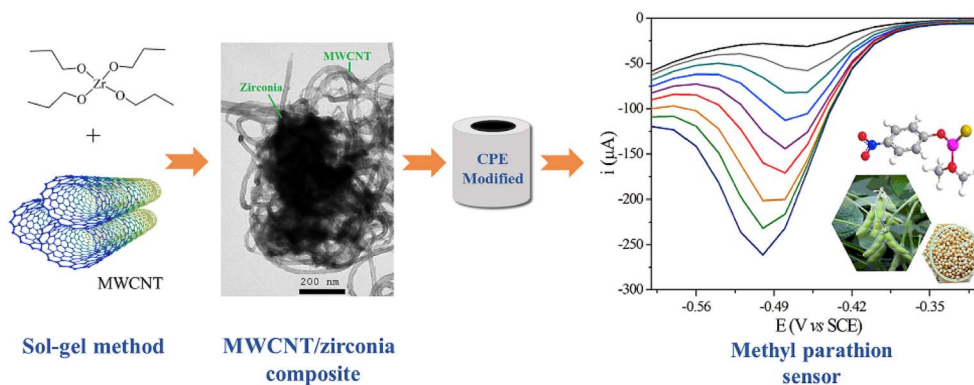 O
O
Zr
O
O
+
MWCNT
Sol-gel method
MWCNT
Zirconia
200 nm
MWCNT/zirconia
composite
CPE
Modified
0
-50
-100
-150
-200
-250
-300
i (µA)
-0.56
-0.49
-0.42
-0.35
E (V vs SCE)
Methyl parathion
sensor